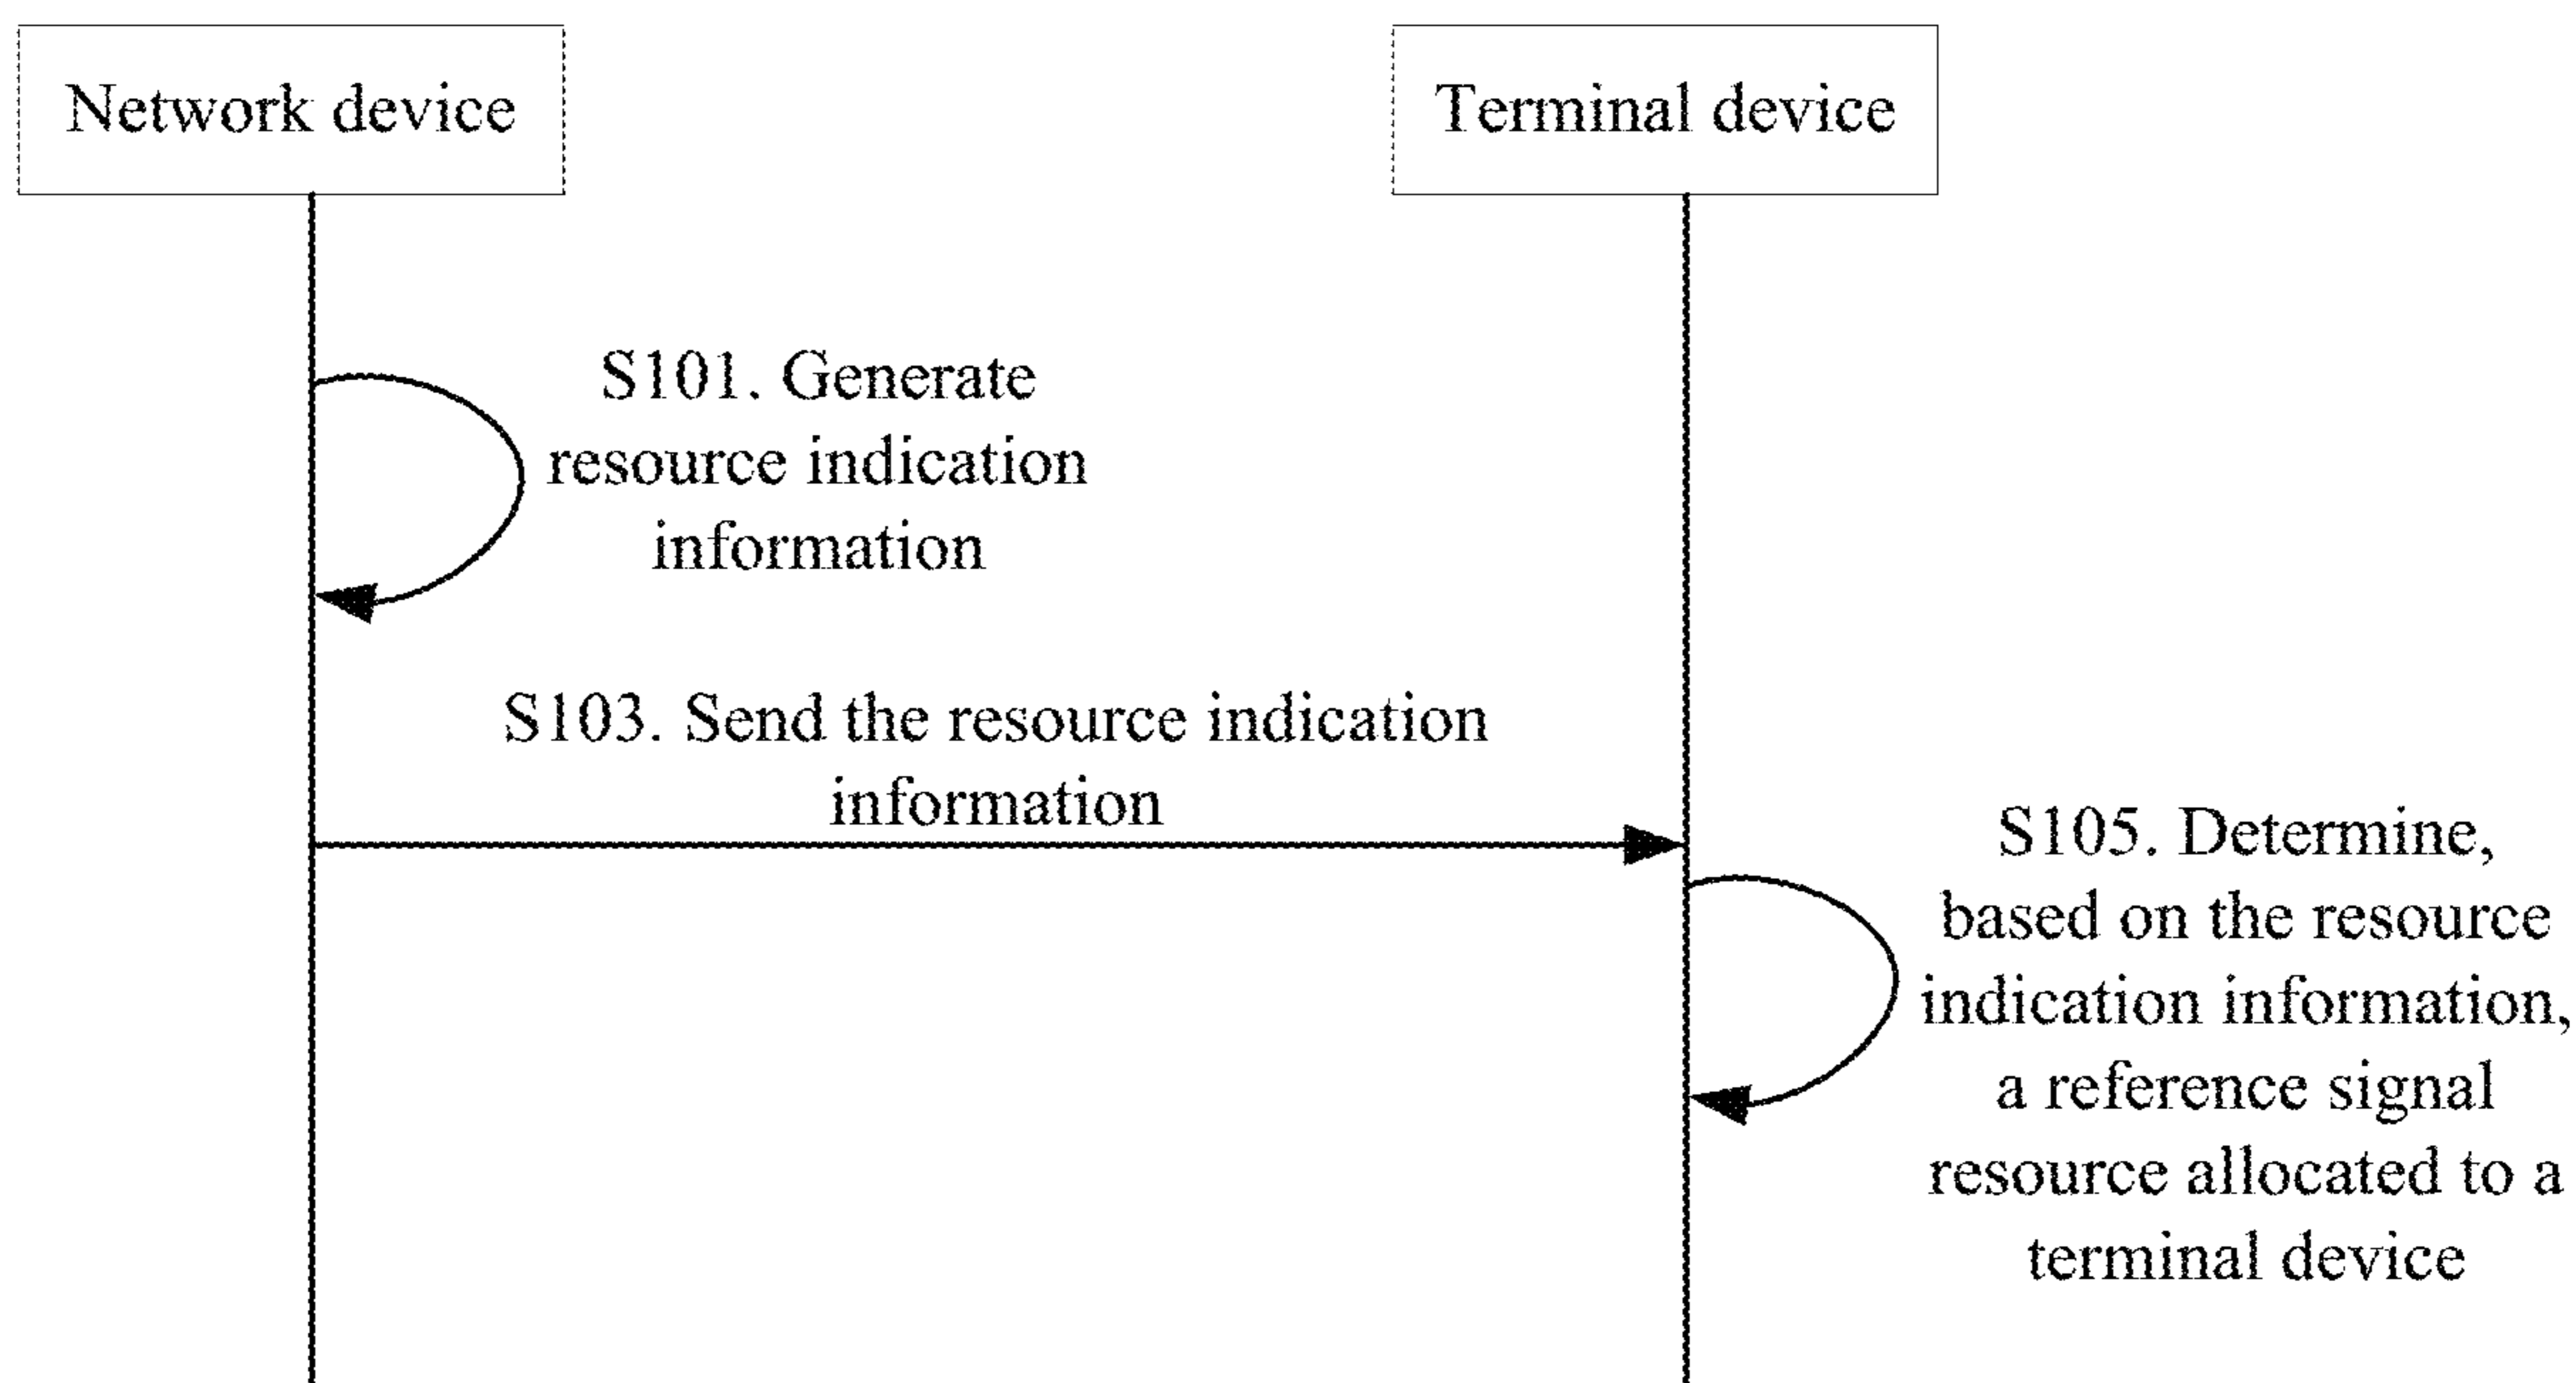 Network device
Terminal device
S101. Generate
resource indication
information
S103. Send the resource indication
information
S105. Determine,
based on the resource
indication information,
a reference signal
resource allocated to a
terminal device